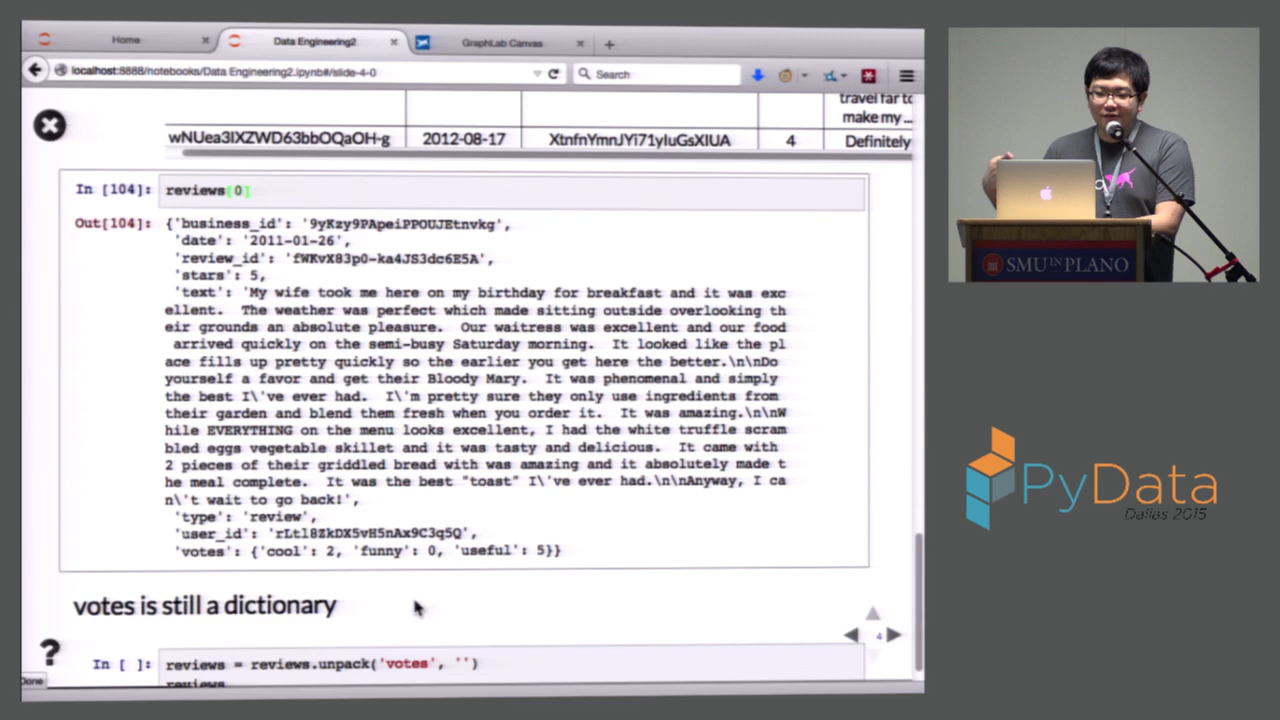 Home
Data Engineering2
GraphLab Canvas
localhost:8888/notebooks/Data Engineering2.ipynb#/slide-4-0
Search
travel far to
make my ...
wNUea3IXZWD63bbOQaOH-g 2012-08-17 XtnfnYmnJYi71yIuGsXIUA 4 Definitely
In [104]: reviews[0]
Out[104]: {'business_id': '9yKzy9PApeiPPOUJEtnvkg',
'date': '2011-01-26',
'review_id': 'fWKvX83p0-ka4JS3dc6E5A',
'stars': 5,
'text': 'My wife took me here on my birthday for breakfast and it was exc
ellent.  The weather was perfect which made sitting outside overlooking th
eir grounds an absolute pleasure.  Our waitress was excellent and our food
arrived quickly on the semi-busy Saturday morning.  It looked like the pl
ace fills up pretty quickly so the earlier you get here the better.\n\nDo
yourself a favor and get their Bloody Mary.  It was phenomenal and simply
the best I\'ve ever had.  I\'m pretty sure they only use ingredients from
their garden and blend them fresh when you order it.  It was amazing.\n\nW
hile EVERYTHING on the menu looks excellent, I had the white truffle scram
bled eggs vegetable skillet and it was tasty and delicious.  It came with
2 pieces of their griddled bread with was amazing and it absolutely made t
he meal complete.  It was the best "toast" I\'ve ever had.\n\nAnyway, I ca
n\'t wait to go back!',
'type': 'review',
'user_id': 'rLtl8ZkDX5vH5nAx9C3q5Q',
'votes': {'cool': 2, 'funny': 0, 'useful': 5}}
votes is still a dictionary
4
?
In [ ]: reviews = reviews.unpack('votes', '')
reviews
Done
SMU IN PLANO
PyData
Dallas 2015